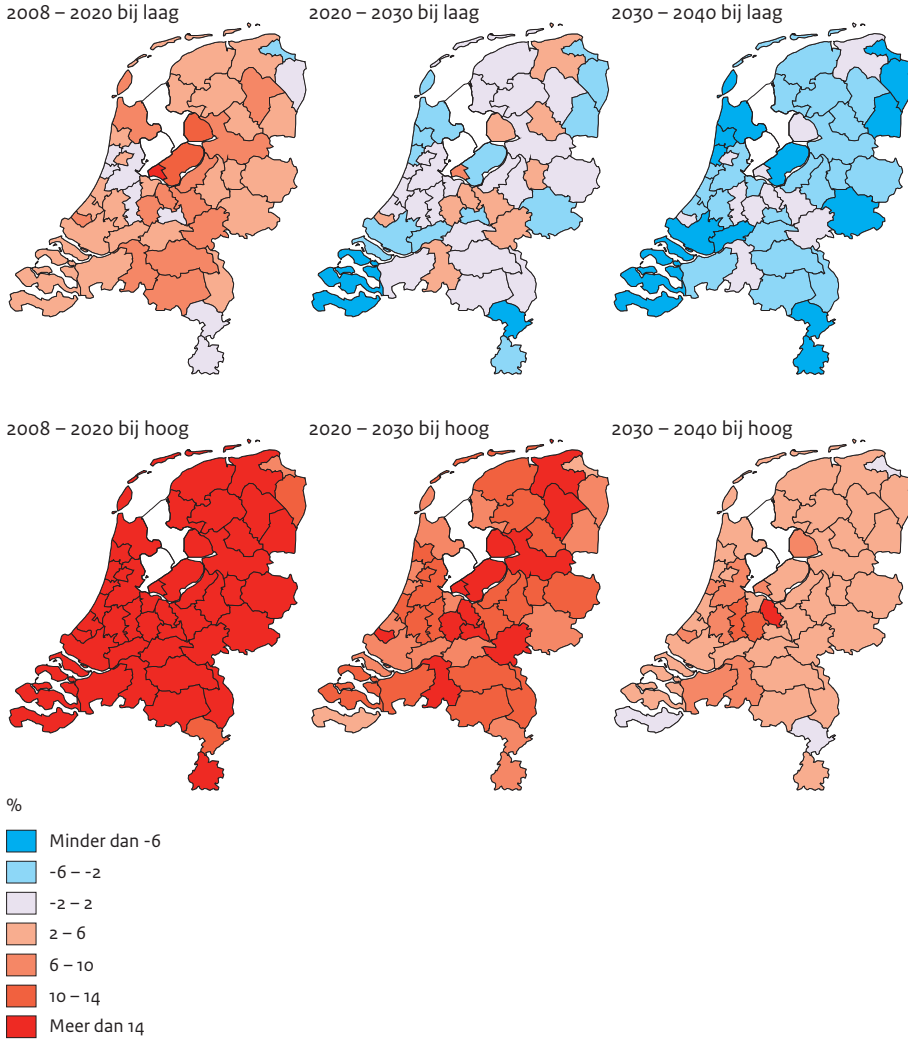 2008 – 2020 bij laag
2020 – 2030 bij laag
2030 – 2040 bij laag
2008 – 2020 bij hoog
2020 – 2030 bij hoog
2030 – 2040 bij hoog
%
Minder dan -6
-6 – -2
-2 – 2
2 – 6
6 – 10
10 – 14
Meer dan 14